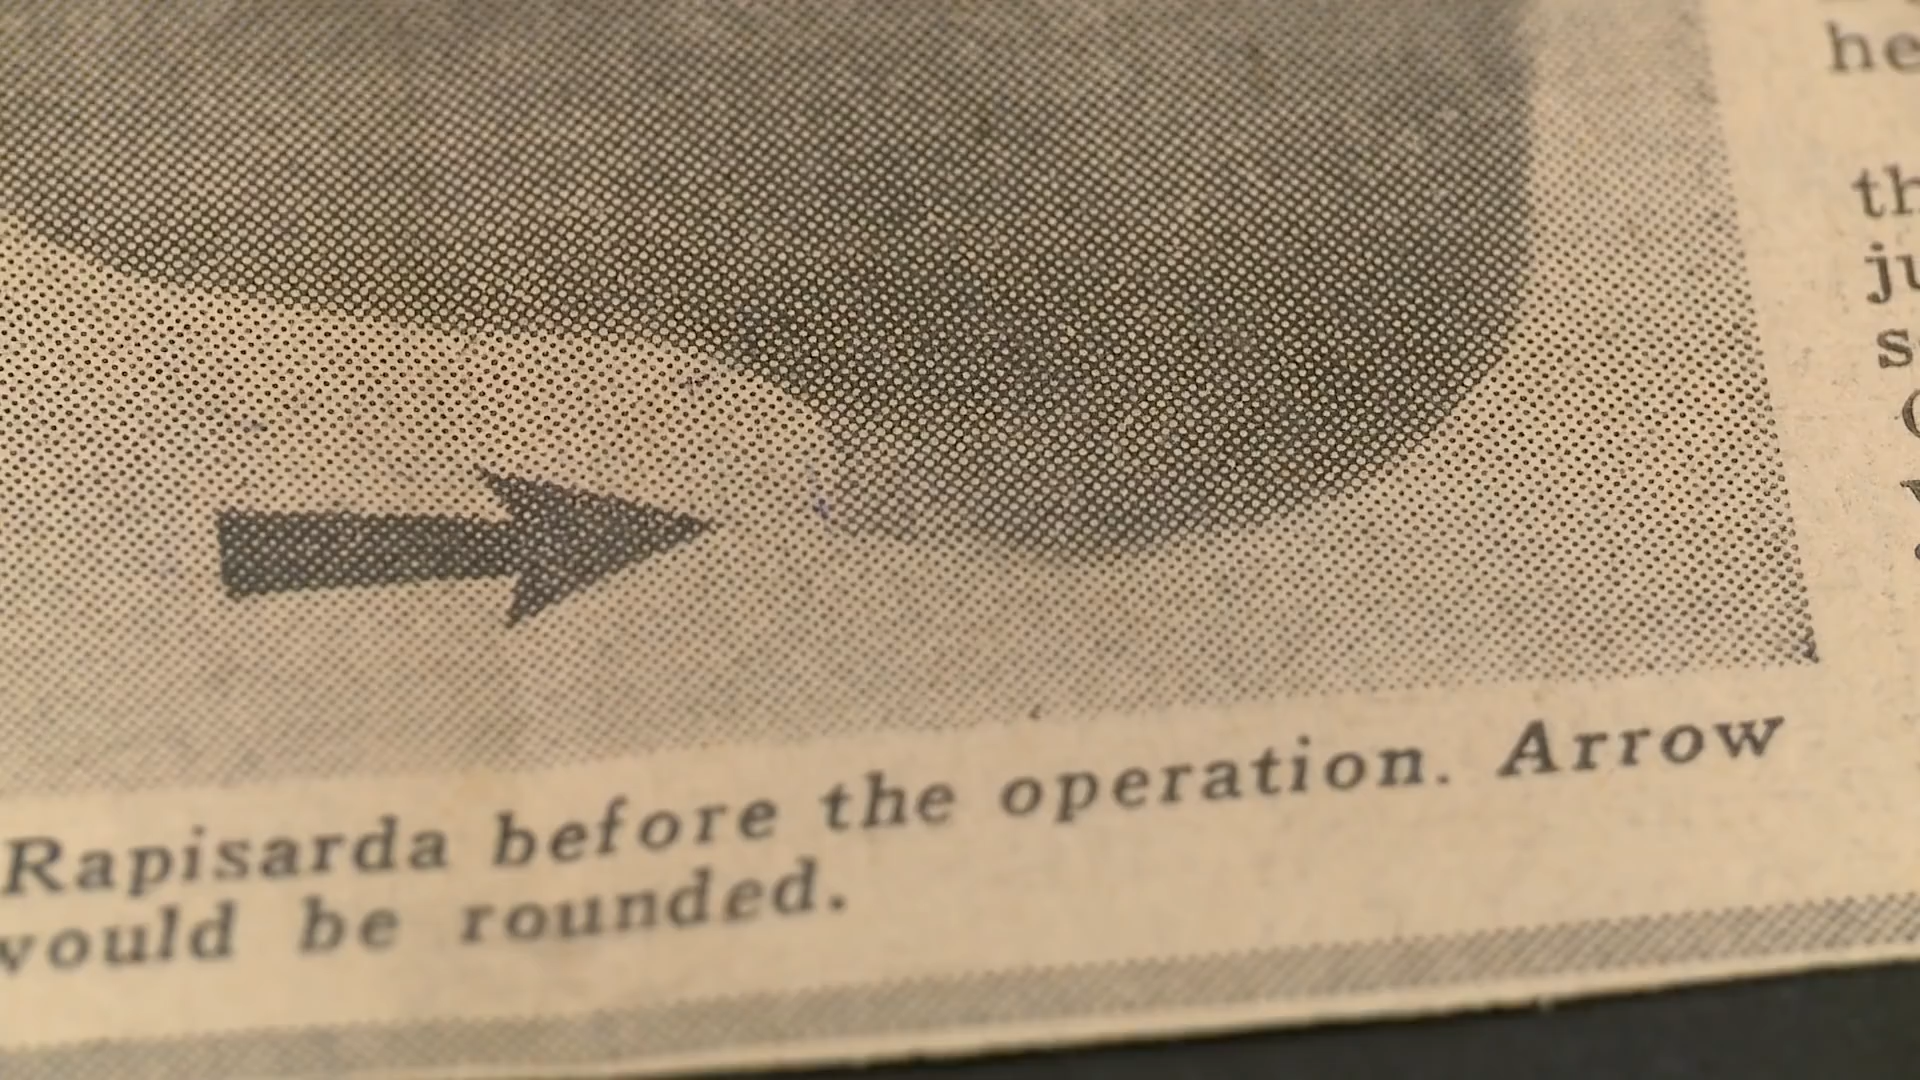 he
th
ju
s
Rapisarda before the operation. Arrow
would be rounded.